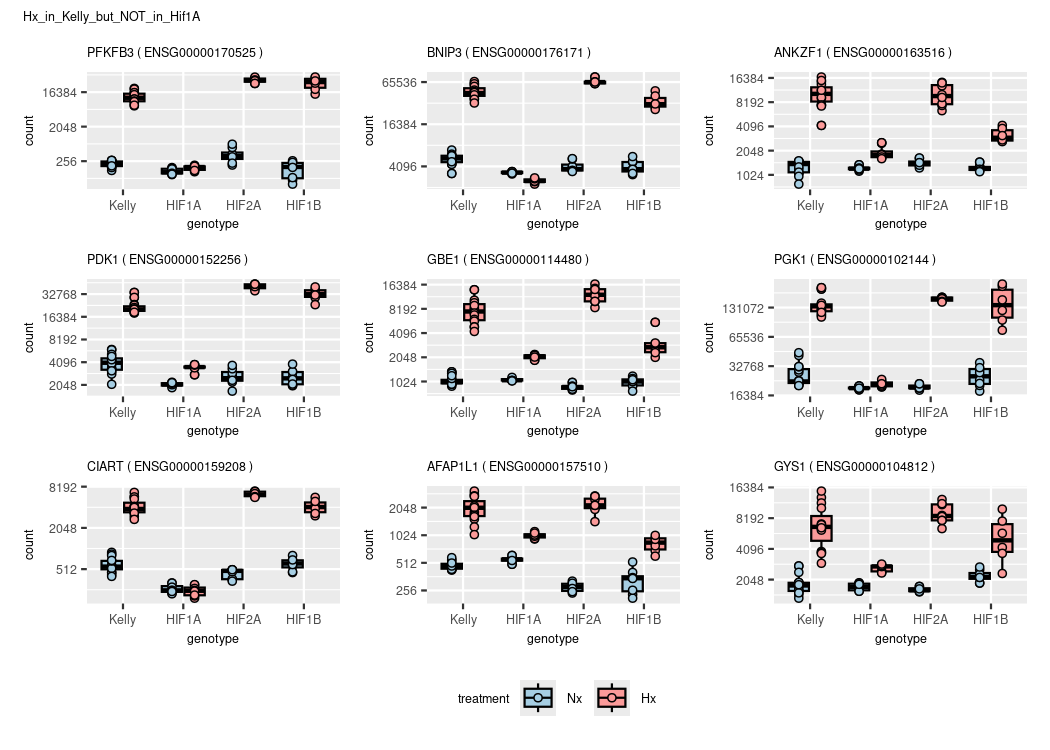 Hx_in_Kelly_but_NOT_in_Hif1A
PFKFB3 ( ENSG00000170525 )
BNIP3 ( ENSG00000176171 )
ANKZF1 ( ENSG00000163516 )
count
16384
2048
256
count
65536
16384
4096
count
16384
8192
4096
2048
1024
Kelly HIF1A HIF2A HIF1B
Kelly HIF1A HIF2A HIF1B
Kelly HIF1A HIF2A HIF1B
genotype
genotype
genotype
PDK1 ( ENSG00000152256 )
GBE1 ( ENSG00000114480 )
PGK1 ( ENSG00000102144 )
count
32768
16384
8192
4096
2048
count
16384
8192
4096
2048
1024
count
131072
65536
32768
16384
Kelly HIF1A HIF2A HIF1B
Kelly HIF1A HIF2A HIF1B
Kelly HIF1A HIF2A HIF1B
genotype
genotype
genotype
CIART ( ENSG00000159208 )
AFAP1L1 ( ENSG00000157510 )
GYS1 ( ENSG00000104812 )
count
8192
2048
512
count
2048
1024
512
256
count
16384
8192
4096
2048
Kelly HIF1A HIF2A HIF1B
Kelly HIF1A HIF2A HIF1B
Kelly HIF1A HIF2A HIF1B
genotype
genotype
genotype
treatment Nx Hx